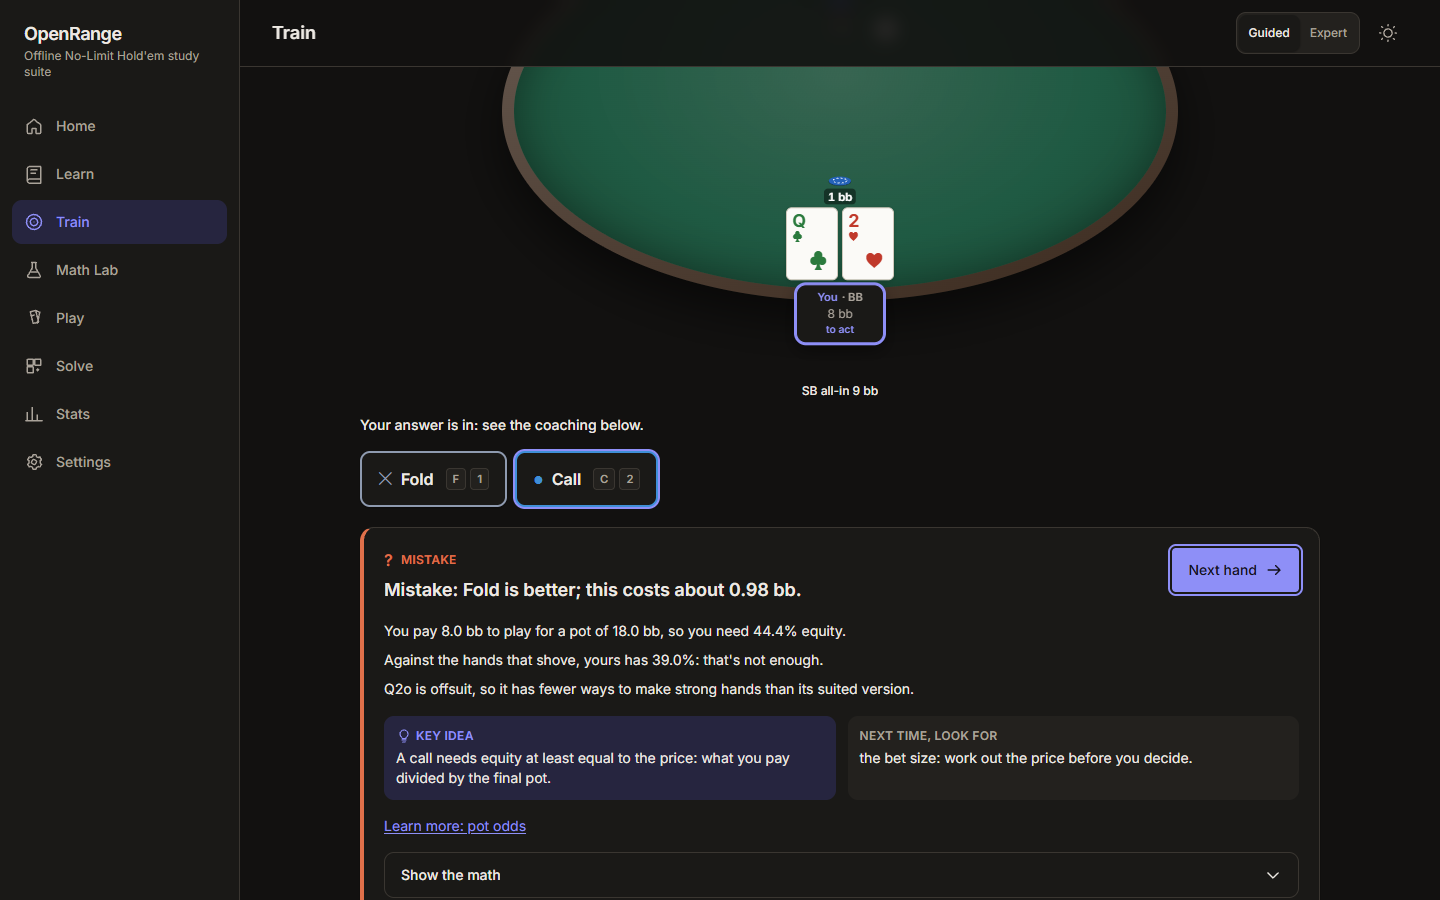 OpenRange
Offline No-Limit Hold'em study
suite
Home
Learn
Train
Math Lab
Play
Solve
Stats
Settings
Train
Guided
Expert
1 bb
Q
2
You · BB
8 bb
to act
SB all-in 9 bb
Your answer is in: see the coaching below.
Fold F 1
Call C 2
? MISTAKE
Mistake: Fold is better; this costs about 0.98 bb.
Next hand →
You pay 8.0 bb to play for a pot of 18.0 bb, so you need 44.4% equity.
Against the hands that shove, yours has 39.0%: that's not enough.
Q2o is offsuit, so it has fewer ways to make strong hands than its suited version.
KEY IDEA
A call needs equity at least equal to the price: what you pay
divided by the final pot.
NEXT TIME, LOOK FOR
the bet size: work out the price before you decide.
Learn more: pot odds
Show the math